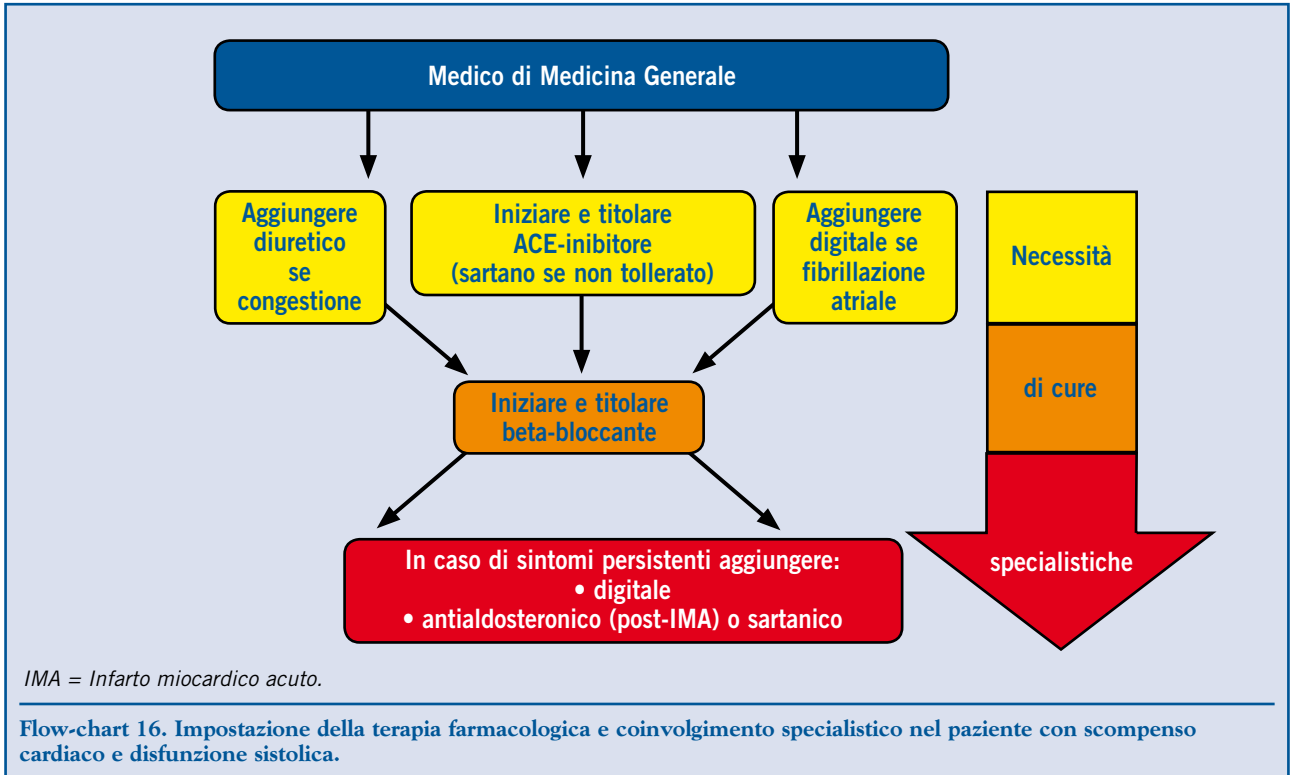 Medico di Medicina Generale
Aggiungere
diuretico
se
congestione
Iniziare e titolare
ACE-inibitore
(sartano se non tollerato)
Aggiungere
digitale se
fibrillazione
atriale
Necessità
di cure
specialistiche
Iniziare e titolare
beta-bloccante
In caso di sintomi persistenti aggiungere:
• digitale
• antialdosteronico (post-IMA) o sartanico
IMA = Infarto miocardico acuto.
Flow-chart 16. Impostazione della terapia farmacologica e coinvolgimento specialistico nel paziente con scompenso
cardiaco e disfunzione sistolica.